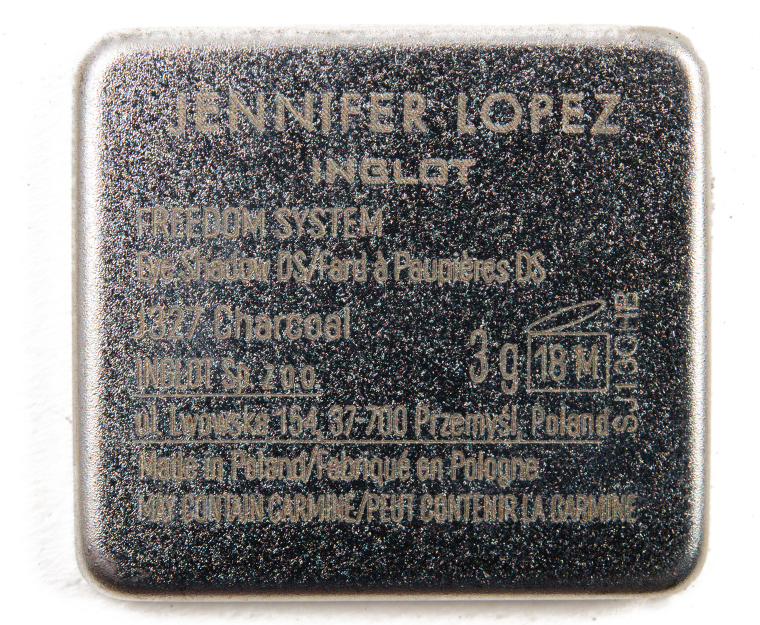 JENNIFER LOPEZ
INGLOT
FREEDOM SYSTEM
Eye Shadow DS/Fard à Paupières DS
J327 Charcoal
3 g
18 M
INGLOT Sp. z o.o.
ul. Lwowska 154, 37-700 Przemyśl, Poland
Made in Poland/Fabriqué en Pologne
MAY CONTAIN CARMINE/PEUT CONTENIR LA CARMINE